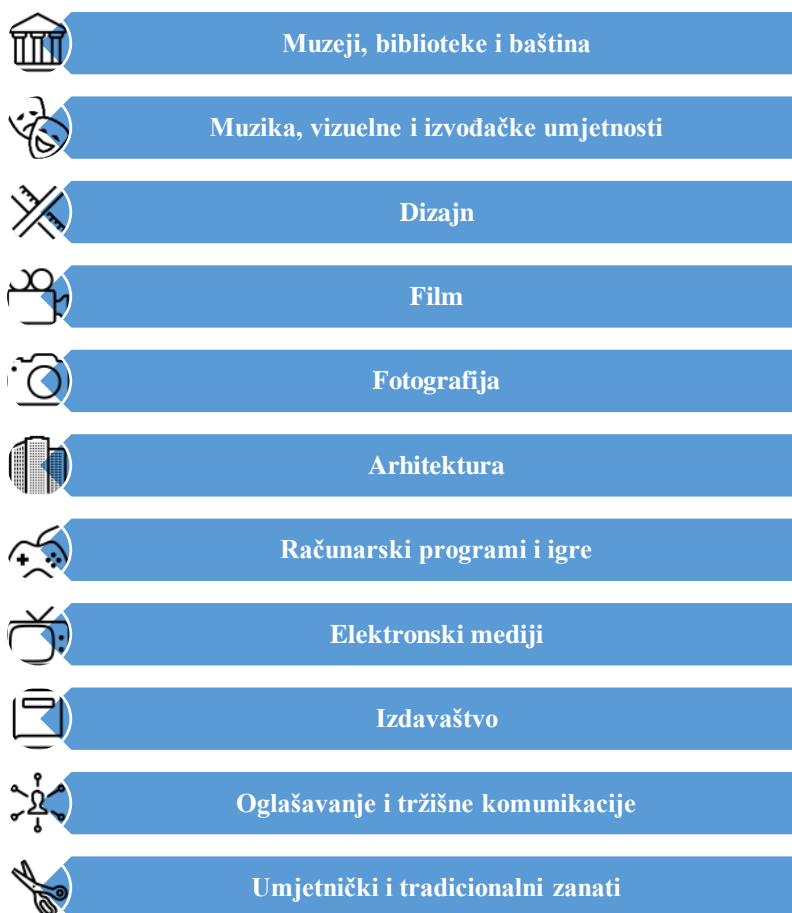 Muzeji, biblioteke i baština
Muzika, vizuelne i izvođačke umjetnosti
Dizajn
Film
Fotografija
Arhitektura
Računarski programi i igre
Elektronski mediji
Izdavaštvo
Oglašavanje i tržišne komunikacije
Umjetnički i tradicionalni zanati